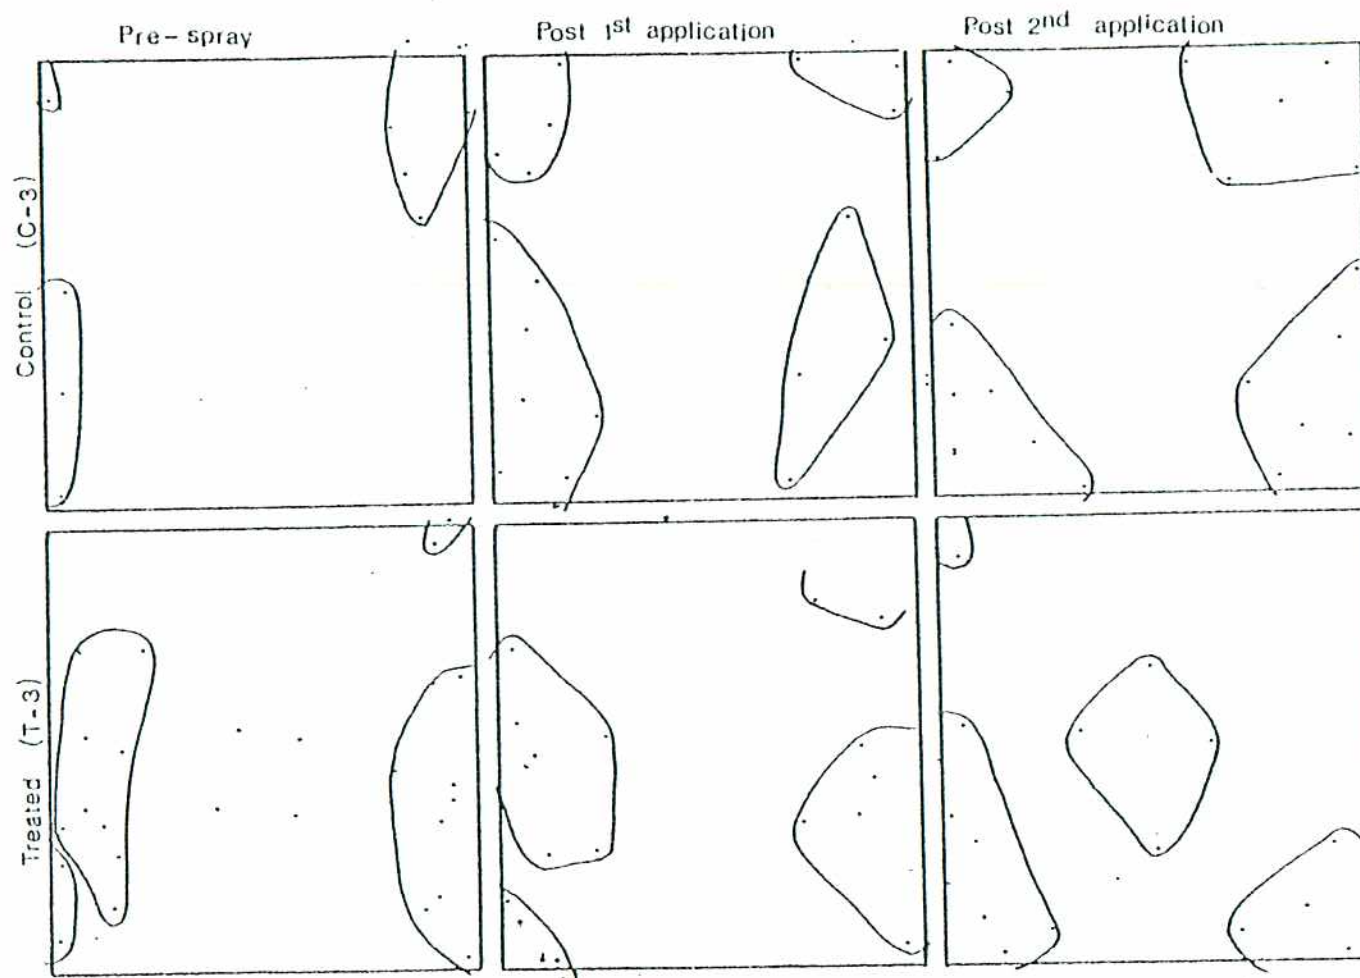 Pre-spray
Post 1st application
Post 2nd application
Control (C-3)
Treated (T-3)